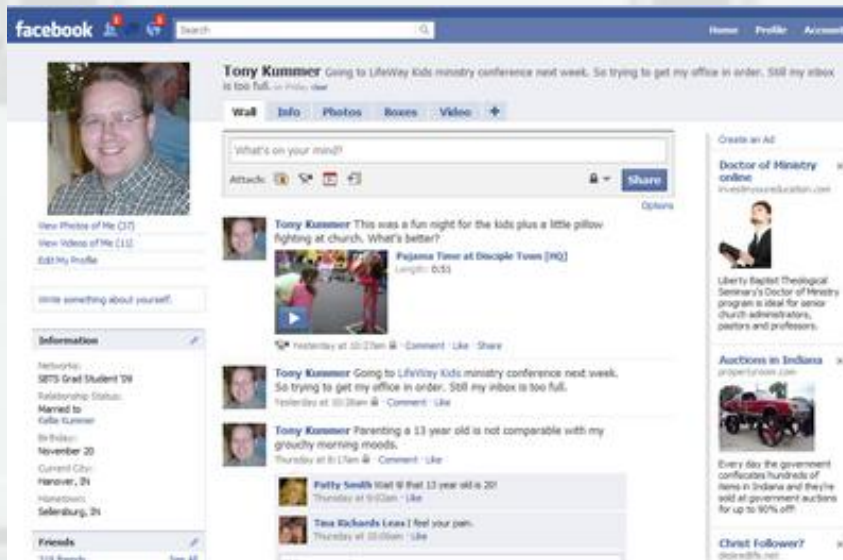 facebook
Search
Home Profile Account
Tony Kummer Going to LifeWay Kids ministry conference next week. So trying to get my office in order. Still my inbox
is too full. on Friday clear
Wall Info Photos Boxes Video +
What's on your mind?
Attach:
Share
Options
View Photos of Me (37)
View Videos of Me (11)
Edit My Profile
Write something about yourself.
Information
Networks:
SBTS Grad Student '09
Relationship Status:
Married to
Kellie Kummer
Birthday:
November 20
Current City:
Hanover, IN
Hometown:
Sellersburg, IN
Friends
See All
Tony Kummer This was a fun night for the kids plus a little pillow
fighting at church. What's better?
Pajama Time at Disciple Town [HQ]
Length: 0:51
Yesterday at 10:27am Comment · Like · Share
Tony Kummer Going to LifeWay Kids ministry conference next week.
So trying to get my office in order. Still my inbox is too full.
Yesterday at 10:26am Comment · Like
Tony Kummer Parenting a 13 year old is not comparable with my
grouchy morning moods.
Thursday at 8:17am Comment · Like
Patty Smith Wait til that 13 year old is 20!
Thursday at 9:02am · Like
Tina Richards Leas I feel your pain.
Thursday at 10:06am · Like
Create an Ad
Doctor of Ministry
online
investinyoureducation.com
Liberty Baptist Theological
Seminary's Doctor of Ministry
program is ideal for senior
church administrators,
pastors and professors.
Auctions in Indiana
propertyroom.com
Every day the government
confiscates hundreds of
items in Indiana and they're
sold at government auctions
for up to 90% off!
Christ Follower?
desiredlife.net